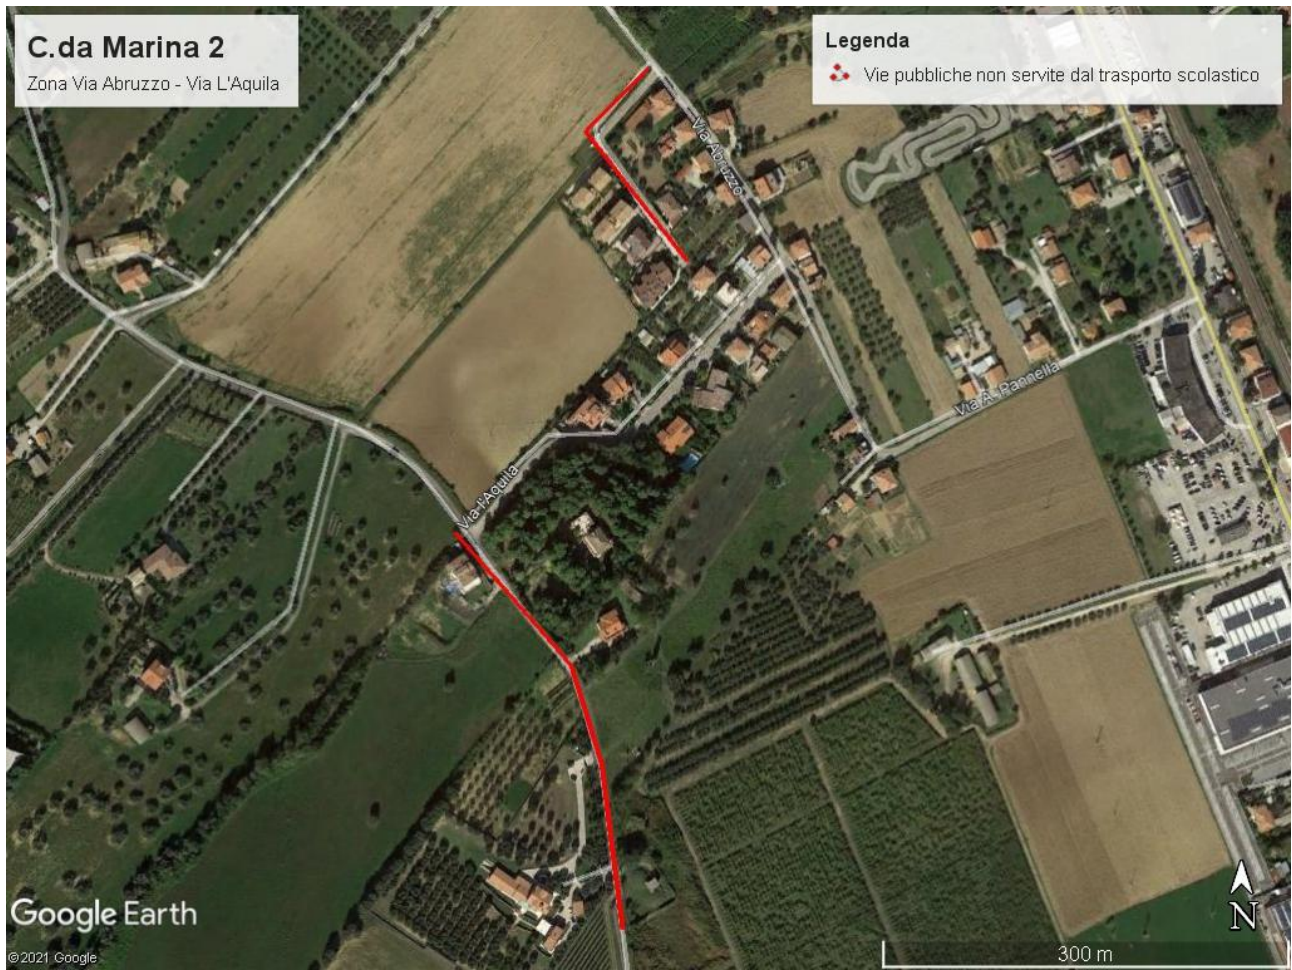 C.da Marina 2
Zona Via Abruzzo - Via L'Aquila
Legenda
Vie pubbliche non servite dal trasporto scolastico
Via Abruzzo
Via A. Pannella
Via l'Aquila
Google Earth
©2021 Google
N
300 m